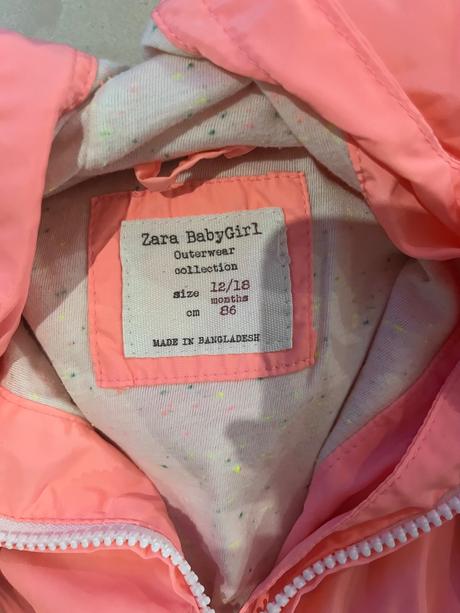 Zara BabyGirl
Outerwear
collection
size 12/18
months
cm 86
MADE IN BANGLADESH